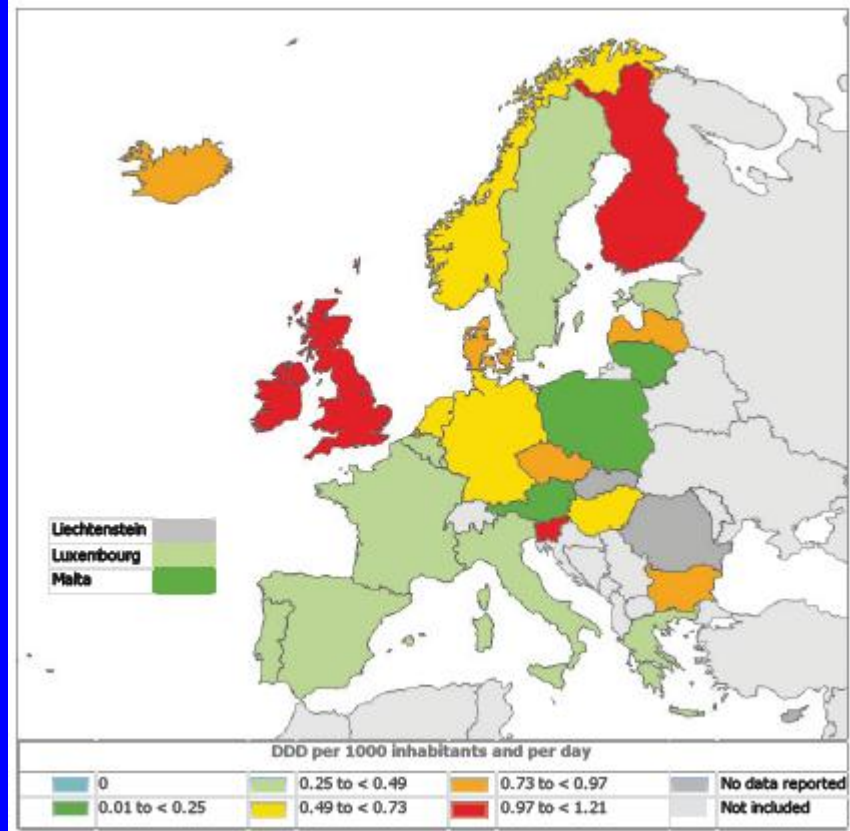 Liechtenstein
Luxembourg
Malta
DDD per 1000 inhabitants and per day
0 0.25 to < 0.49 0.73 to < 0.97 No data reported
0.01 to < 0.25 0.49 to < 0.73 0.97 to < 1.21 Not included